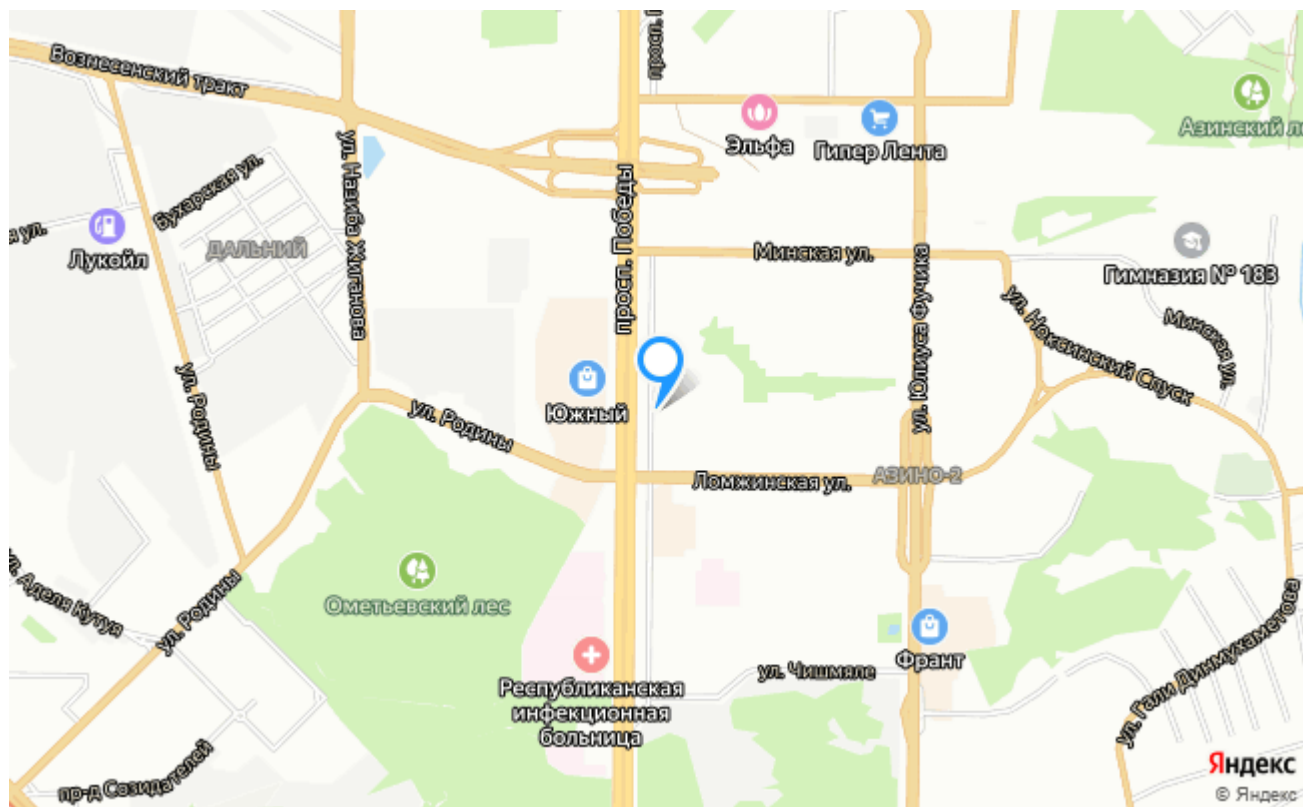 просп. П
Вознесенский тракт
Эльфа
Гипер Лента
Азинский ле
ул. Назиба Жиганова
Бухарская ул.
я ул.
Лукойл
ДАЛЬНИЙ
просп. Победы
Минская ул.
ул. Юлиуса Фучика
Гимназия № 183
ул. Ноксинский Спуск
Минская ул.
Южный
ул. Родины
ул. Родины
Ломжинская ул.
АЗИНО-2
Ометьевский лес
ул. Аделя Кутуя
ул. Родины
Республиканская
инфекционная
больница
ул. Чишмяле
Франт
ул. Гали Динмухаметова
пр-д Созидателей
Яндекс
© Яндекс